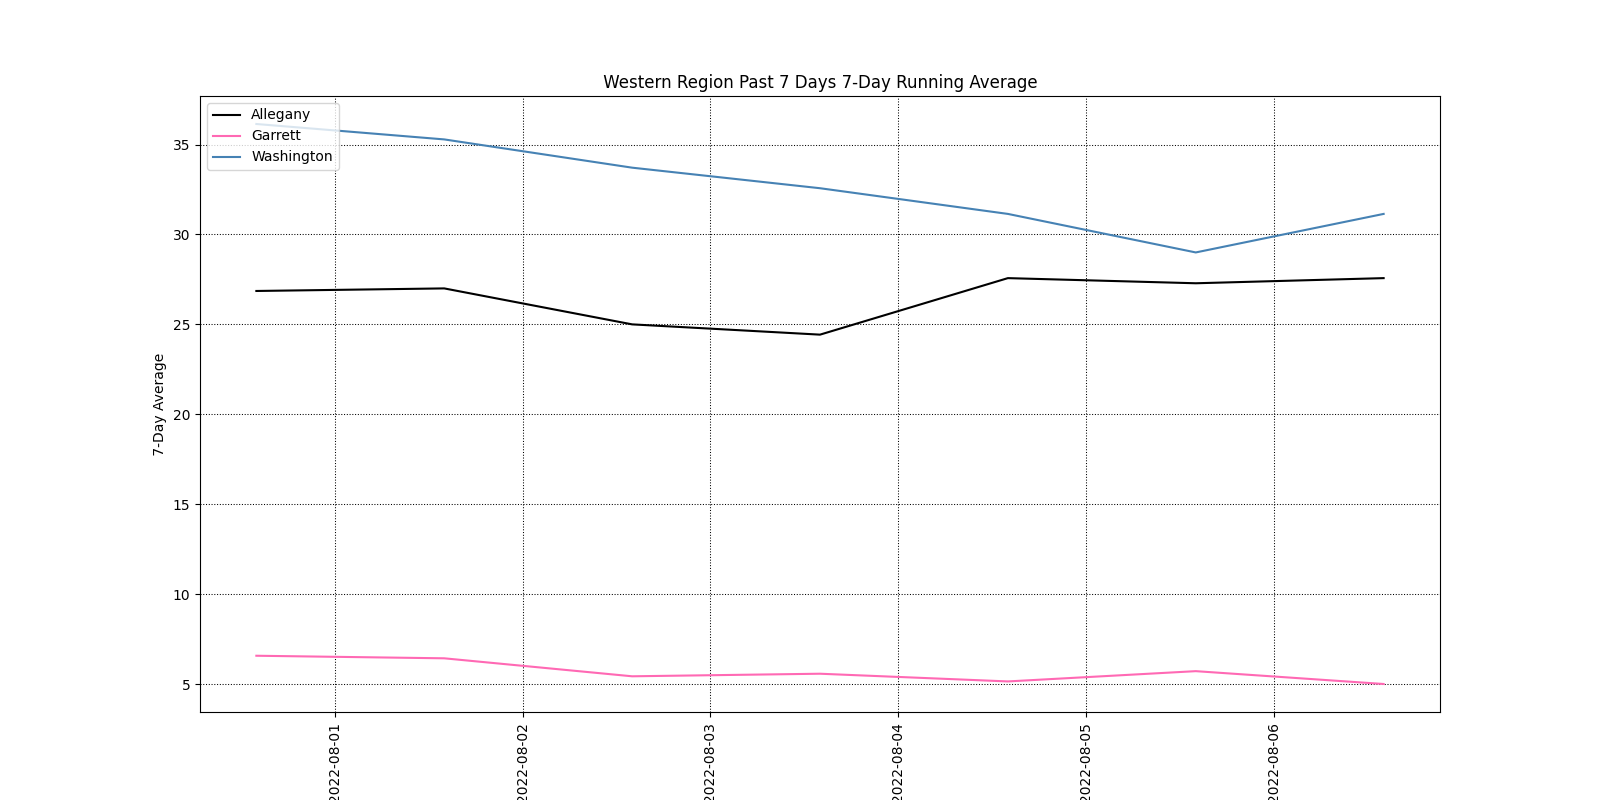 Western Region Past 7 Days 7-Day Running Average
Allegany
Garrett
Washington
7-Day Average
35
30
25
20
15
10
5
2022-08-01
2022-08-02
2022-08-03
2022-08-04
2022-08-05
2022-08-06